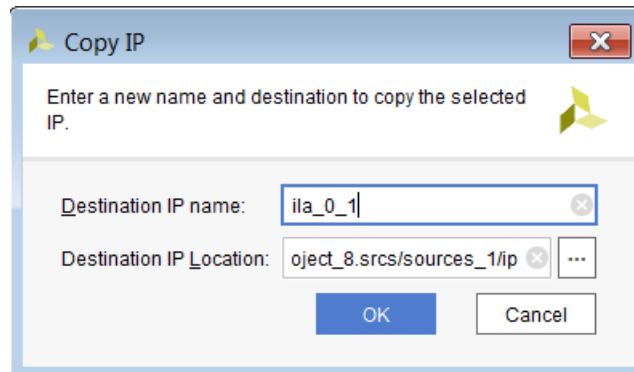 Copy IP
Enter a new name and destination to copy the selected
IP.
Destination IP name: ila_0_1
Destination IP Location: oject_8.srcs/sources_1/ip ...
OK Cancel